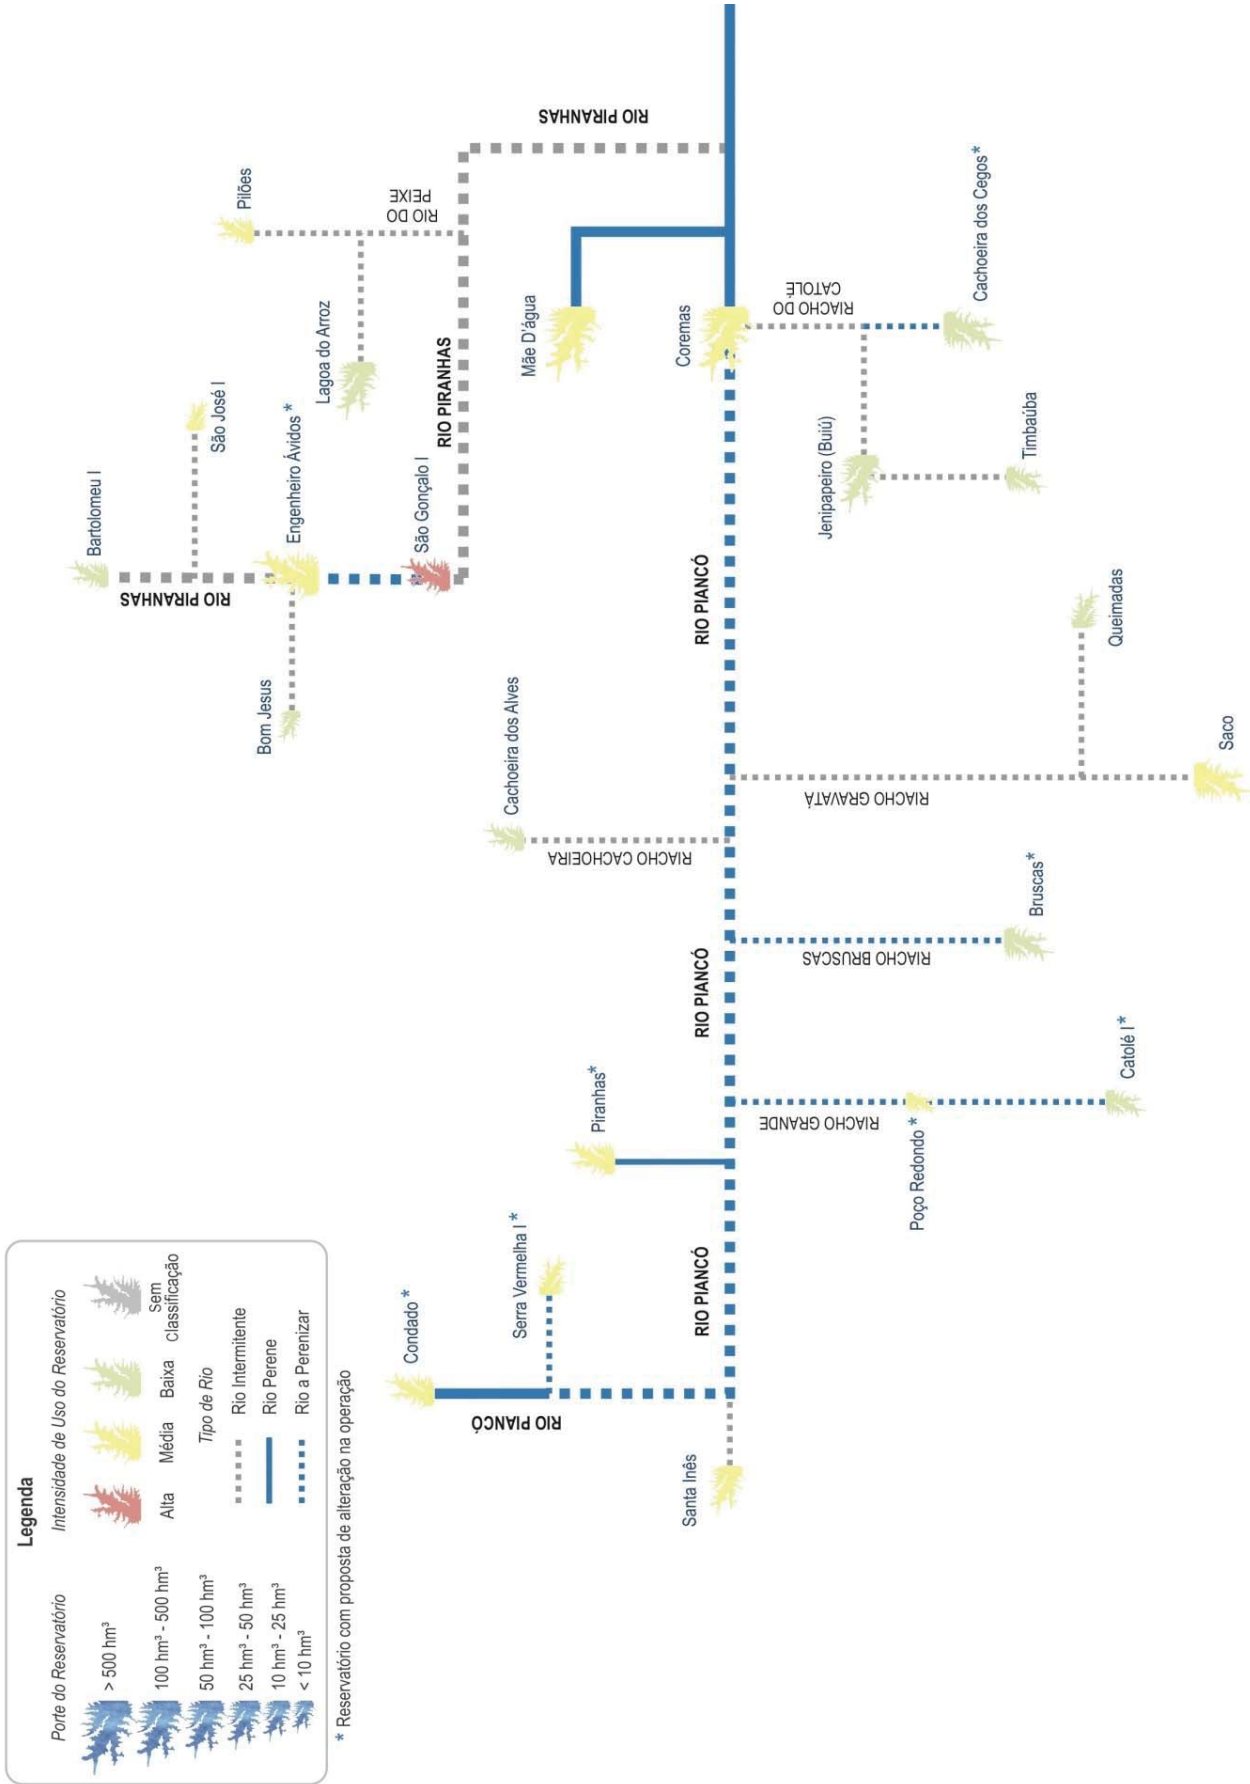 Legenda
Porte do Reservatório
> 500 hm³
100 hm³ - 500 hm³
50 hm³ - 100 hm³
25 hm³ - 50 hm³
10 hm³ - 25 hm³
< 10 hm³
Intensidade de Uso do Reservatório
Alta
Média
Baixa
Sem
Classificação
Tipo de Rio
Rio Intermitente
Rio Perene
Rio a Perenizar
* Reservatório com proposta de alteração na operação
Condado *
RIO PIANCÓ
Serra Vermelha I *
Santa Inês
RIO PIANCÓ
Piranhas*
RIACHO GRANDE
Poço Redondo *
Catolé I *
RIO PIANCÓ
RIACHO BRUSCAS
Bruscas*
Cachoeira dos Alves
RIACHO CACHOEIRA
RIACHO GRAVATÁ
Queimadas
Saco
RIO PIANCÓ
Bartolomeu I
RIO PIRANHAS
São José I
Bom Jesus
Engenheiro Ávidos *
São Gonçalo I
RIO PIRANHAS
Lagoa do Arroz
Pilões
RIO DO
PEIXE
RIO PIRANHAS
Mãe D'água
Coremas
RIACHO DO
CATOLÉ
Jenipapeiro (Buiú)
Timbaúba
Cachoeira dos Cegos*